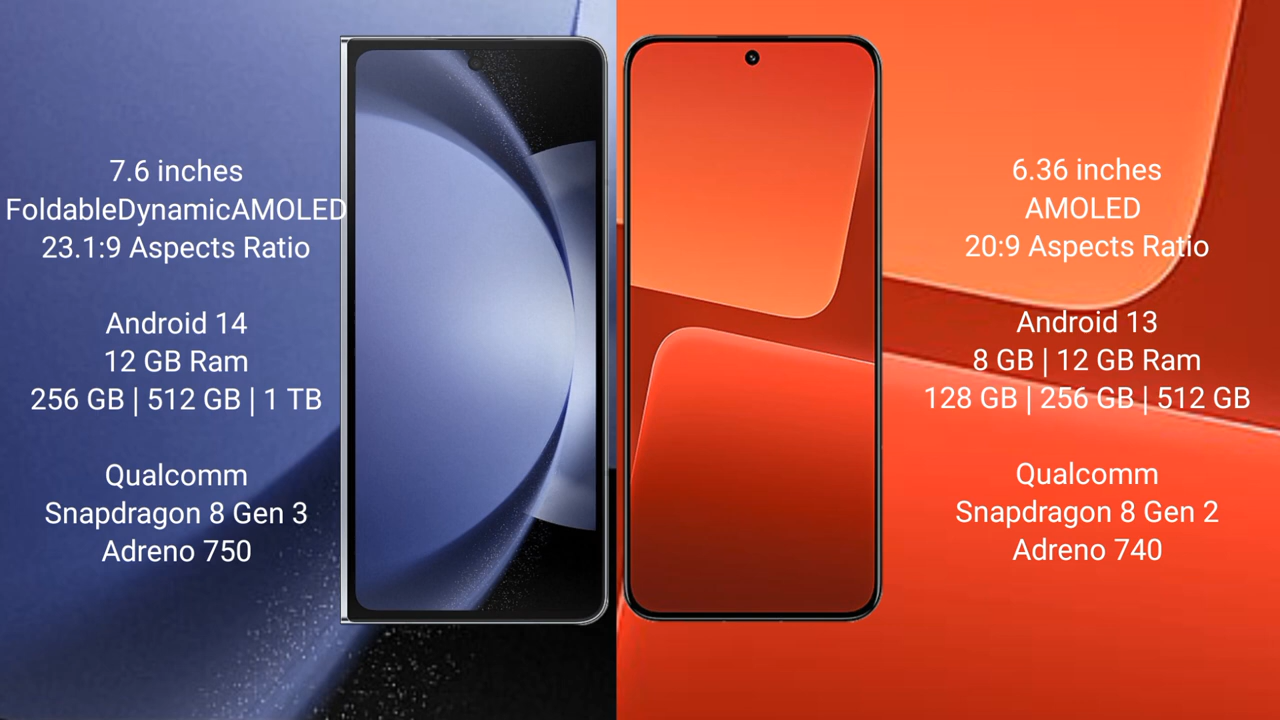 7.6 inches
FoldableDynamicAMOLED
23.1:9 Aspects Ratio
Android 14
12 GB Ram
256 GB | 512 GB | 1 TB
Qualcomm
Snapdragon 8 Gen 3
Adreno 750
6.36 inches
AMOLED
20:9 Aspects Ratio
Android 13
8 GB | 12 GB Ram
128 GB | 256 GB | 512 GB
Qualcomm
Snapdragon 8 Gen 2
Adreno 740